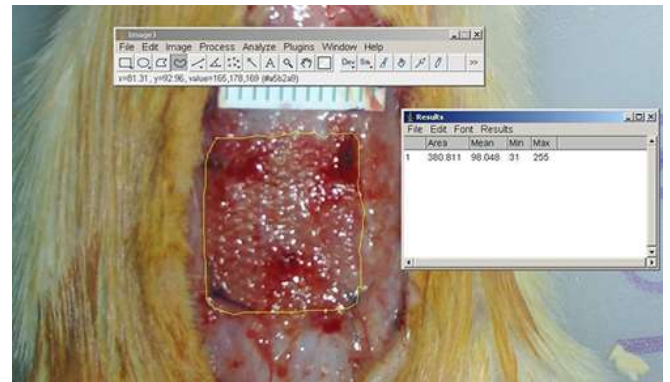 ImageJ
File Edit Image Process Analyze Plugins Window Help
A Dev Stk >>
x=81.31, y=92.96, value=165,178,169 (#a5b2a9)
Results
File Edit Font Results
Area Mean Min Max
1 380.811 98.048 31 255